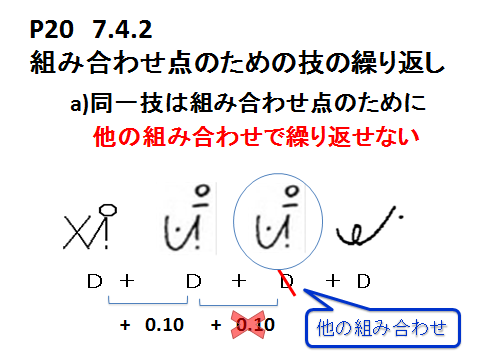 P20 7.4.2
組み合わせ点のための技の繰り返し
a)同一技は組み合わせ点のために
他の組み合わせで繰り返せない
D + D + D + D
+ 0.10 + 0.10
他の組み合わせ